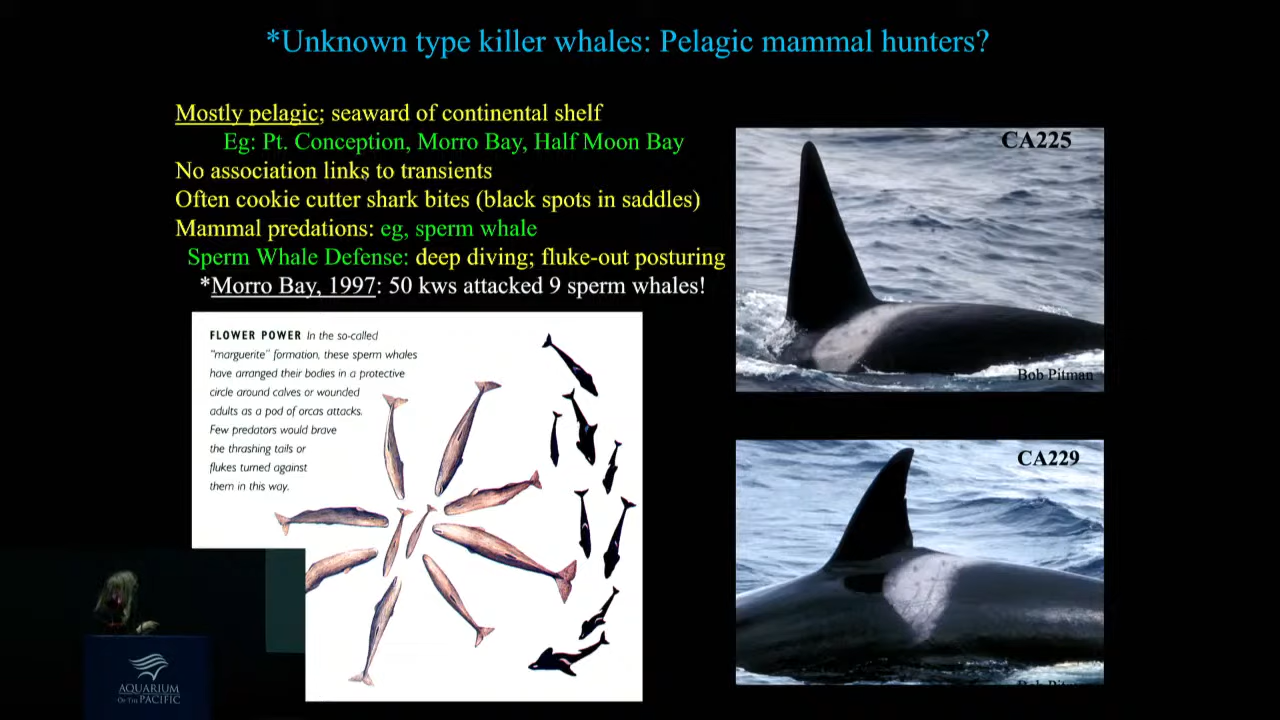 *Unknown type killer whales: Pelagic mammal hunters?
Mostly pelagic; seaward of continental shelf
Eg: Pt. Conception, Morro Bay, Half Moon Bay
No association links to transients
Often cookie cutter shark bites (black spots in saddles)
Mammal predations: eg, sperm whale
Sperm Whale Defense: deep diving; fluke-out posturing
*Morro Bay, 1997: 50 kws attacked 9 sperm whales!
FLOWER POWER In the so-called
"marguerite" formation, these sperm whales
have arranged their bodies in a protective
circle around calves or wounded
adults as a pod of orcas attacks.
Few predators would brave
the thrashing tails or
flukes turned against
them in this way.
CA225
Bob Pitman
CA229
AQUARIUM
OF THE PACIFIC